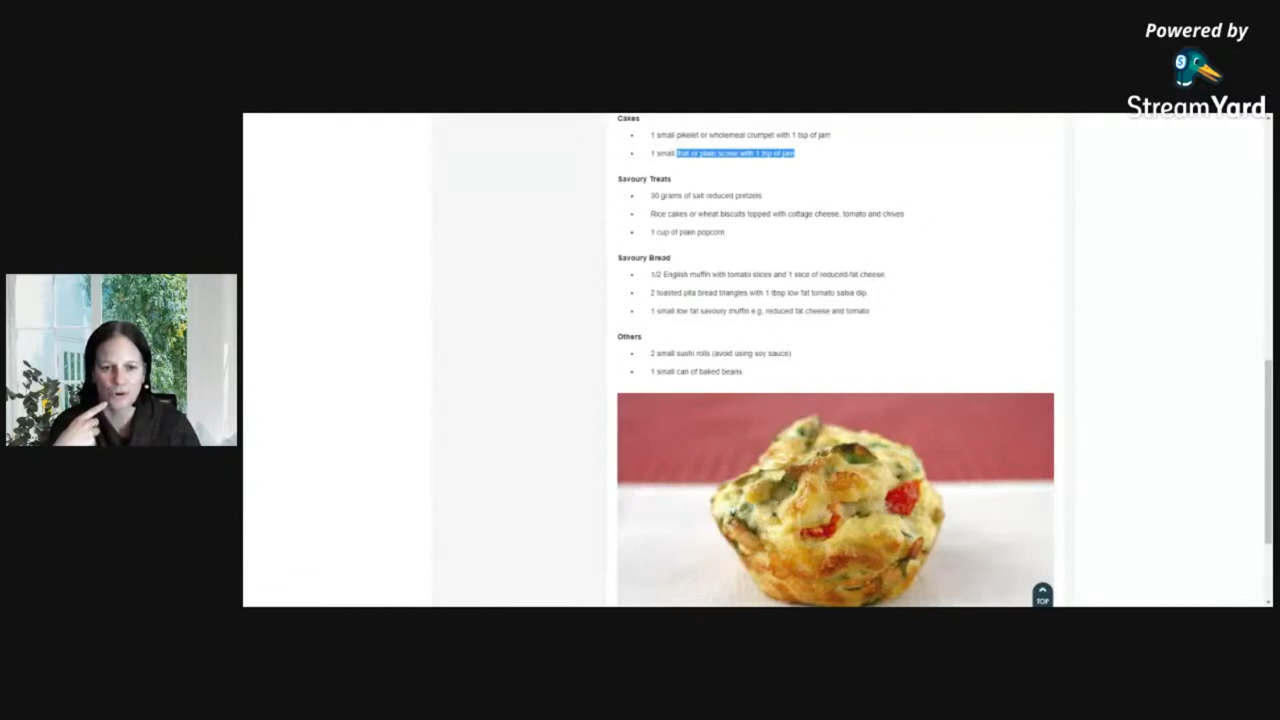 Powered by
StreamYard
Cakes
1 small pikelet or wholemeal crumpet with 1 tsp of jam
1 small fruit or plain scone with 1 tsp of jam
Savoury Treats
30 grams of salt reduced pretzels
Rice cakes or wheat biscuits topped with cottage cheese, tomato and chives
1 cup of plain popcorn
Savoury Bread
1/2 English muffin with tomato slices and 1 slice of reduced-fat cheese.
2 toasted pita bread triangles with 1 tbsp low fat tomato salsa dip.
1 small low fat savoury muffin e.g. reduced fat cheese and tomato
Others
2 small sushi rolls (avoid using soy sauce)
1 small can of baked beans
TOP